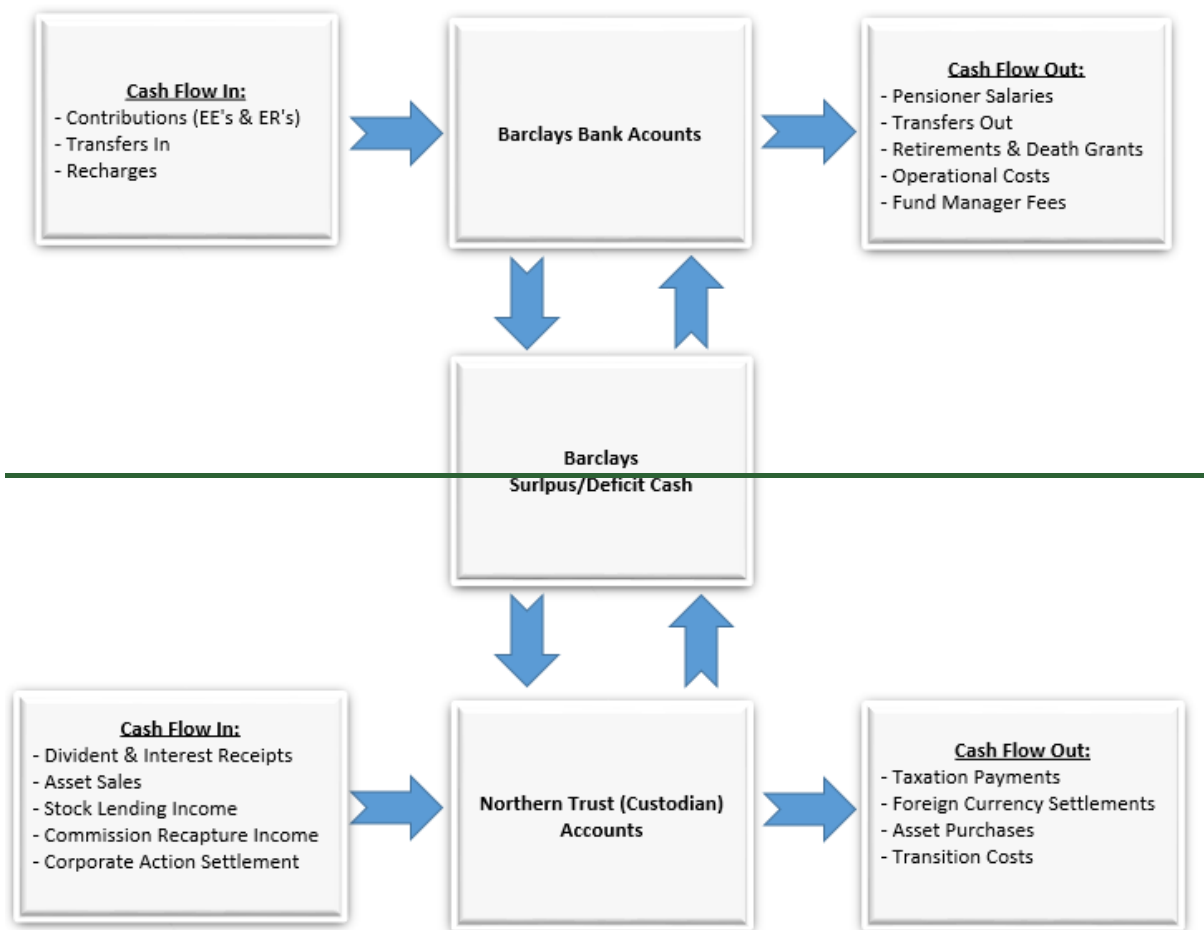 Cash Flow In:
- Contributions (EE's & ER's)
- Transfers In
- Recharges
Barclays Bank Acounts
Cash Flow Out:
- Pensioner Salaries
- Transfers Out
- Retirements & Death Grants
- Operational Costs
- Fund Manager Fees
Barclays
Surlpus/Deficit Cash
Cash Flow In:
- Divident & Interest Receipts
- Asset Sales
- Stock Lending Income
- Commission Recapture Income
- Corporate Action Settlement
Northern Trust (Custodian)
Accounts
Cash Flow Out:
- Taxation Payments
- Foreign Currency Settlements
- Asset Purchases
- Transition Costs